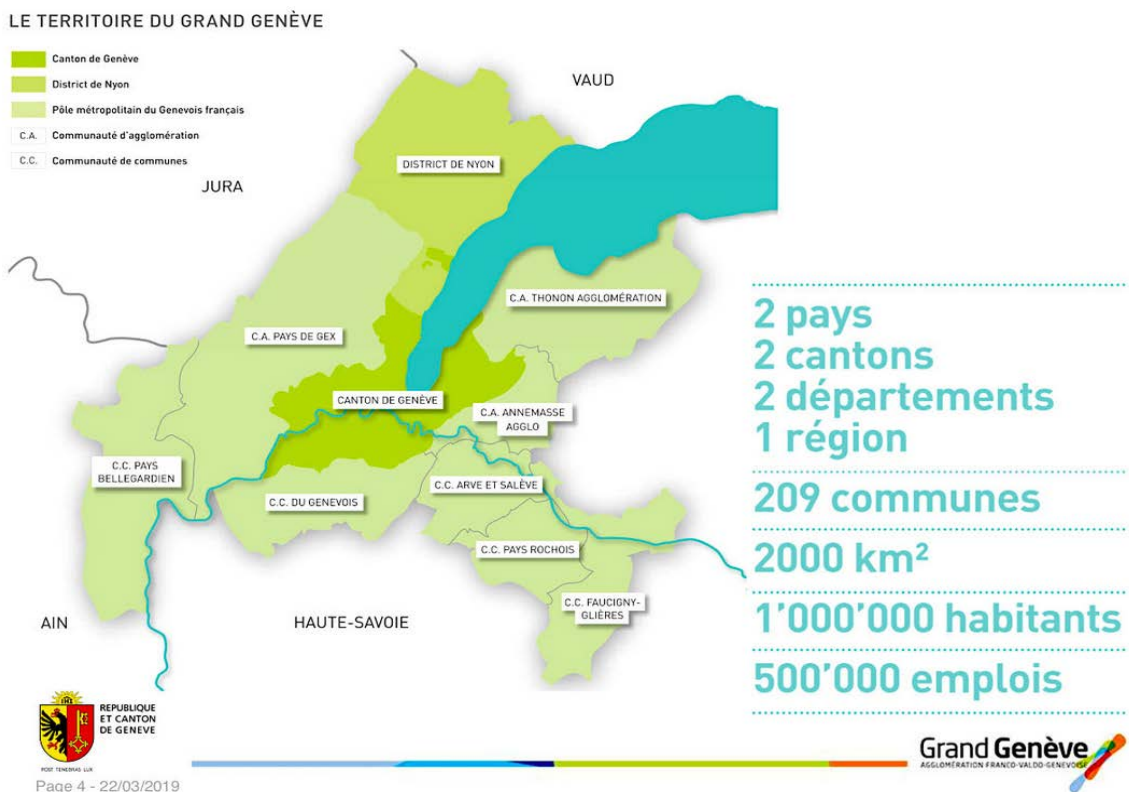 LE TERRITOIRE DU GRAND GENÈVE
Canton de Genève
District de Nyon
Pôle métropolitain du Genevois français
C.A. Communauté d'agglomération
C.C. Communauté de communes
VAUD
JURA
DISTRICT DE NYON
C.A. THONON AGGLOMÉRATION
C.A. PAYS DE GEX
CANTON DE GENÈVE
C.A. ANNEMASSE
AGGLO
C.C. PAYS
BELLEGARDIEN
C.C. DU GENEVOIS
C.C. ARVE ET SALÈVE
C.C. PAYS ROCHOIS
C.C. FAUCIGNY-
GLIÈRES
AIN
HAUTE-SAVOIE
2 pays
2 cantons
2 départements
1 région
209 communes
2000 km²
1'000'000 habitants
500'000 emplois
REPUBLIQUE
ET CANTON
DE GENEVE
POST TENEBRAS LUX
Grand Genève
AGGLOMÉRATION FRANCO-VALDO-GENEVOISE
Page 4 - 22/03/2019